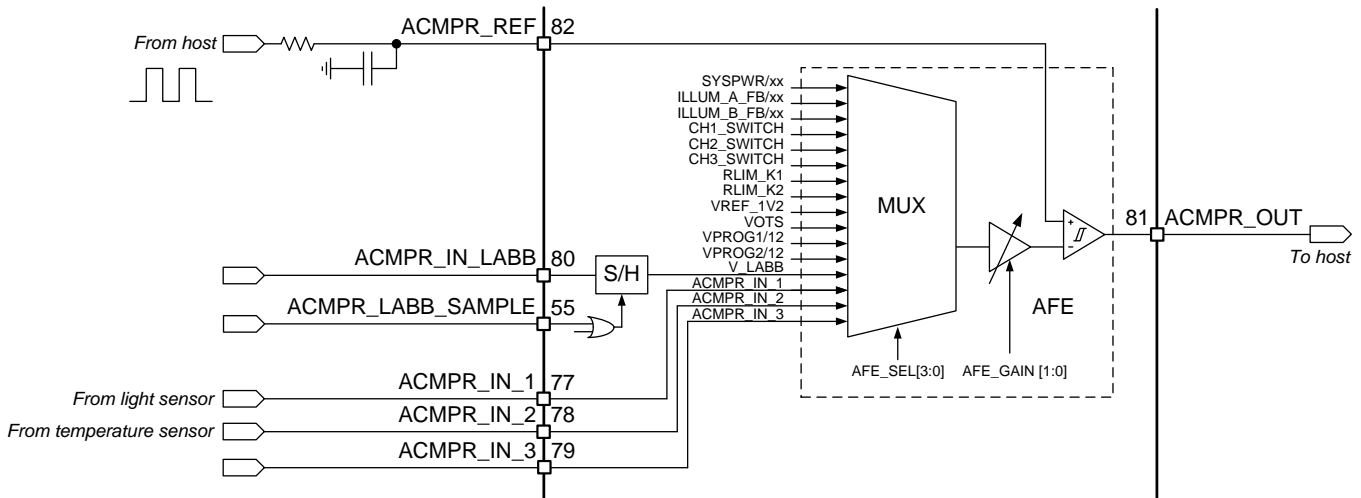 ACMPR_REF 82
From host
SYSPWR/xx
ILLUM_A_FB/xx
ILLUM_B_FB/xx
CH1_SWITCH
CH2_SWITCH
CH3_SWITCH
RLIM_K1
RLIM_K2
VREF_1V2
VOTS
VPROG1/12
VPROG2/12
V_LABB
ACMPR_IN_1
ACMPR_IN_2
ACMPR_IN_3
MUX
+
−
AFE
AFE_SEL[3:0]
AFE_GAIN [1:0]
81 ACMPR_OUT
To host
ACMPR_IN_LABB 80
S/H
ACMPR_LABB_SAMPLE 55
ACMPR_IN_1 77
From light sensor
ACMPR_IN_2 78
From temperature sensor
ACMPR_IN_3 79